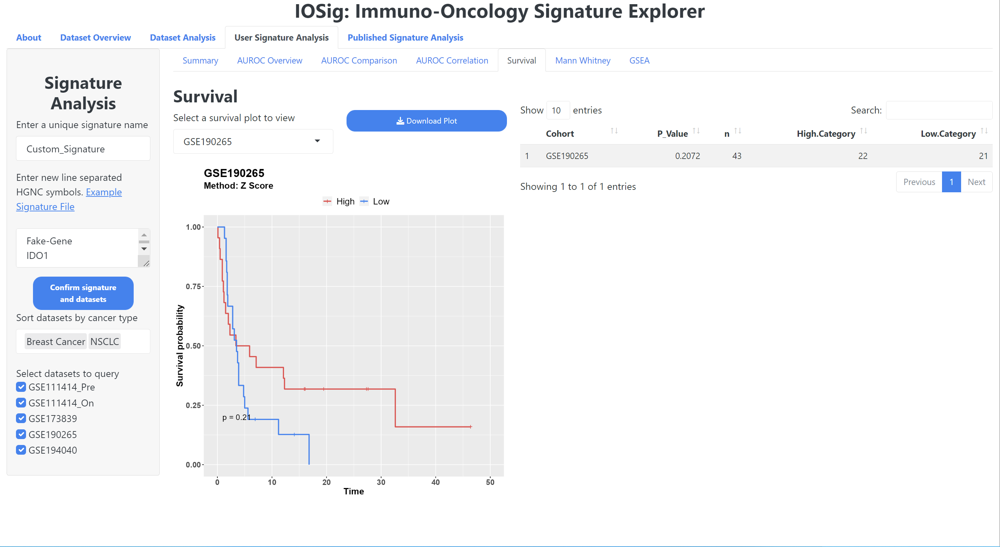 IOSig: Immuno-Oncology Signature Explorer
About
Dataset Overview
Dataset Analysis
User Signature Analysis
Published Signature Analysis
Signature
Analysis
Enter a unique signature name
Custom_Signature
Enter new line separated
HGNC symbols. Example
Signature File
Fake-Gene
IDO1
Confirm signature
and datasets
Sort datasets by cancer type
Breast Cancer NSCLC
Select datasets to query
GSE111414_Pre
GSE111414_On
GSE173839
GSE190265
GSE194040
Summary
AUROC Overview
AUROC Comparison
AUROC Correlation
Survival
Mann Whitney
GSEA
Survival
Select a survival plot to view
GSE190265
Download Plot
GSE190265
Method: Z Score
High Low
Survival probability
1.00
0.75
0.50
0.25
0.00
p = 0.21
0 10 20 30 40 50
Time
Show 10 entries
Search:
Cohort P_Value n High.Category Low.Category
1 GSE190265 0.2072 43 22 21
Showing 1 to 1 of 1 entries
Previous 1 Next